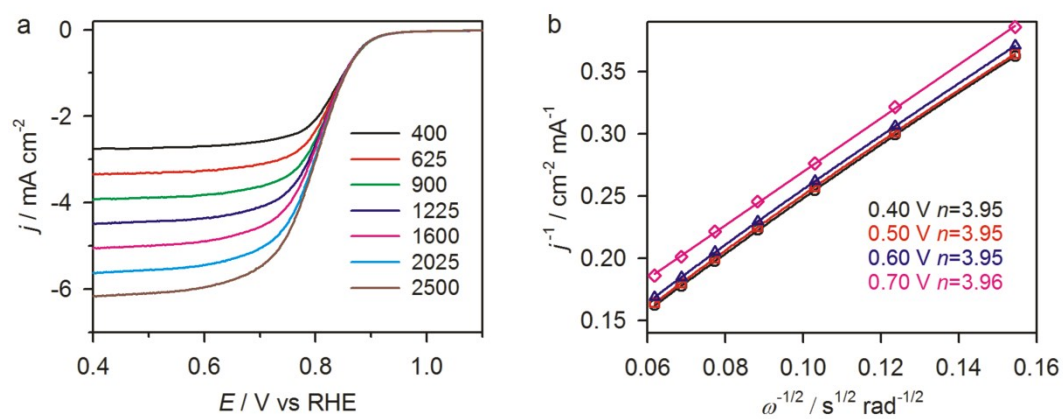 a
j / mA cm⁻²
0
-2
-4
-6
400
625
900
1225
1600
2025
2500
0.4
0.6
0.8
1.0
E / V vs RHE
b
j⁻¹ / cm⁻² mA⁻¹
0.35
0.30
0.25
0.20
0.15
0.40 V n=3.95
0.50 V n=3.95
0.60 V n=3.95
0.70 V n=3.96
0.06
0.08
0.10
0.12
0.14
0.16
ω⁻¹/² / s¹/² rad⁻¹/²